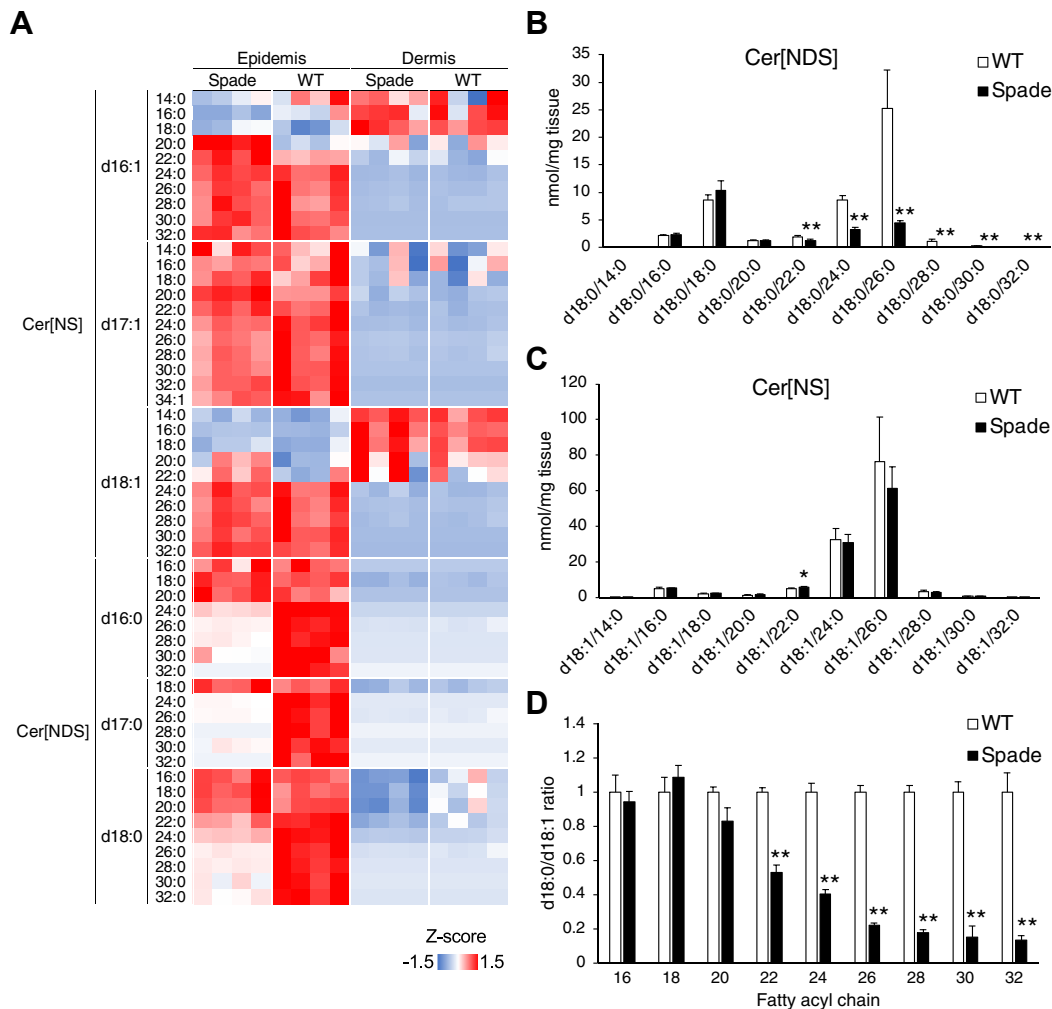 A
Epidemis Dermis
Spade WT Spade WT
Cer[NS]
d16:1
14:0
16:0
18:0
20:0
22:0
24:0
26:0
28:0
30:0
32:0
d17:1
14:0
16:0
18:0
20:0
22:0
24:0
26:0
28:0
30:0
32:0
34:1
d18:1
14:0
16:0
18:0
20:0
22:0
24:0
26:0
28:0
30:0
32:0
Cer[NDS]
d16:0
16:0
18:0
20:0
24:0
26:0
28:0
30:0
32:0
d17:0
18:0
24:0
26:0
28:0
30:0
32:0
d18:0
16:0
18:0
20:0
22:0
24:0
26:0
28:0
30:0
32:0
Z-score
-1.5 1.5
B
Cer[NDS]
WT
Spade
nmol/mg tissue
35
30
25
20
15
10
5
0
** ** ** ** ** **
d18:0/14:0
d18:0/16:0
d18:0/18:0
d18:0/20:0
d18:0/22:0
d18:0/24:0
d18:0/26:0
d18:0/28:0
d18:0/30:0
d18:0/32:0
C
Cer[NS]
WT
Spade
nmol/mg tissue
120
100
80
60
40
20
0
*
d18:1/14:0
d18:1/16:0
d18:1/18:0
d18:1/20:0
d18:1/22:0
d18:1/24:0
d18:1/26:0
d18:1/28:0
d18:1/30:0
d18:1/32:0
D
WT
Spade
d18:0/d18:1 ratio
1.4
1.2
1
0.8
0.6
0.4
0.2
0
** ** ** ** ** **
16 18 20 22 24 26 28 30 32
Fatty acyl chain